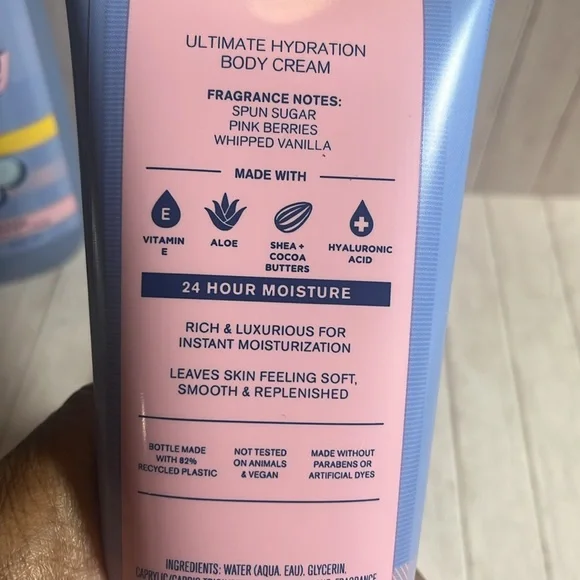 ULTIMATE HYDRATION
BODY CREAM
FRAGRANCE NOTES:
SPUN SUGAR
PINK BERRIES
WHIPPED VANILLA
MADE WITH
E
VITAMIN
E
ALOE
SHEA +
COCOA
BUTTERS
HYALURONIC
ACID
24 HOUR MOISTURE
RICH & LUXURIOUS FOR
INSTANT MOISTURIZATION
LEAVES SKIN FEELING SOFT,
SMOOTH & REPLENISHED
BOTTLE MADE
WITH 82%
RECYCLED PLASTIC
NOT TESTED
ON ANIMALS
& VEGAN
MADE WITHOUT
PARABENS OR
ARTIFICIAL DYES
INGREDIENTS: WATER (AQUA, EAU), GLYCERIN,
FRAGRANCE